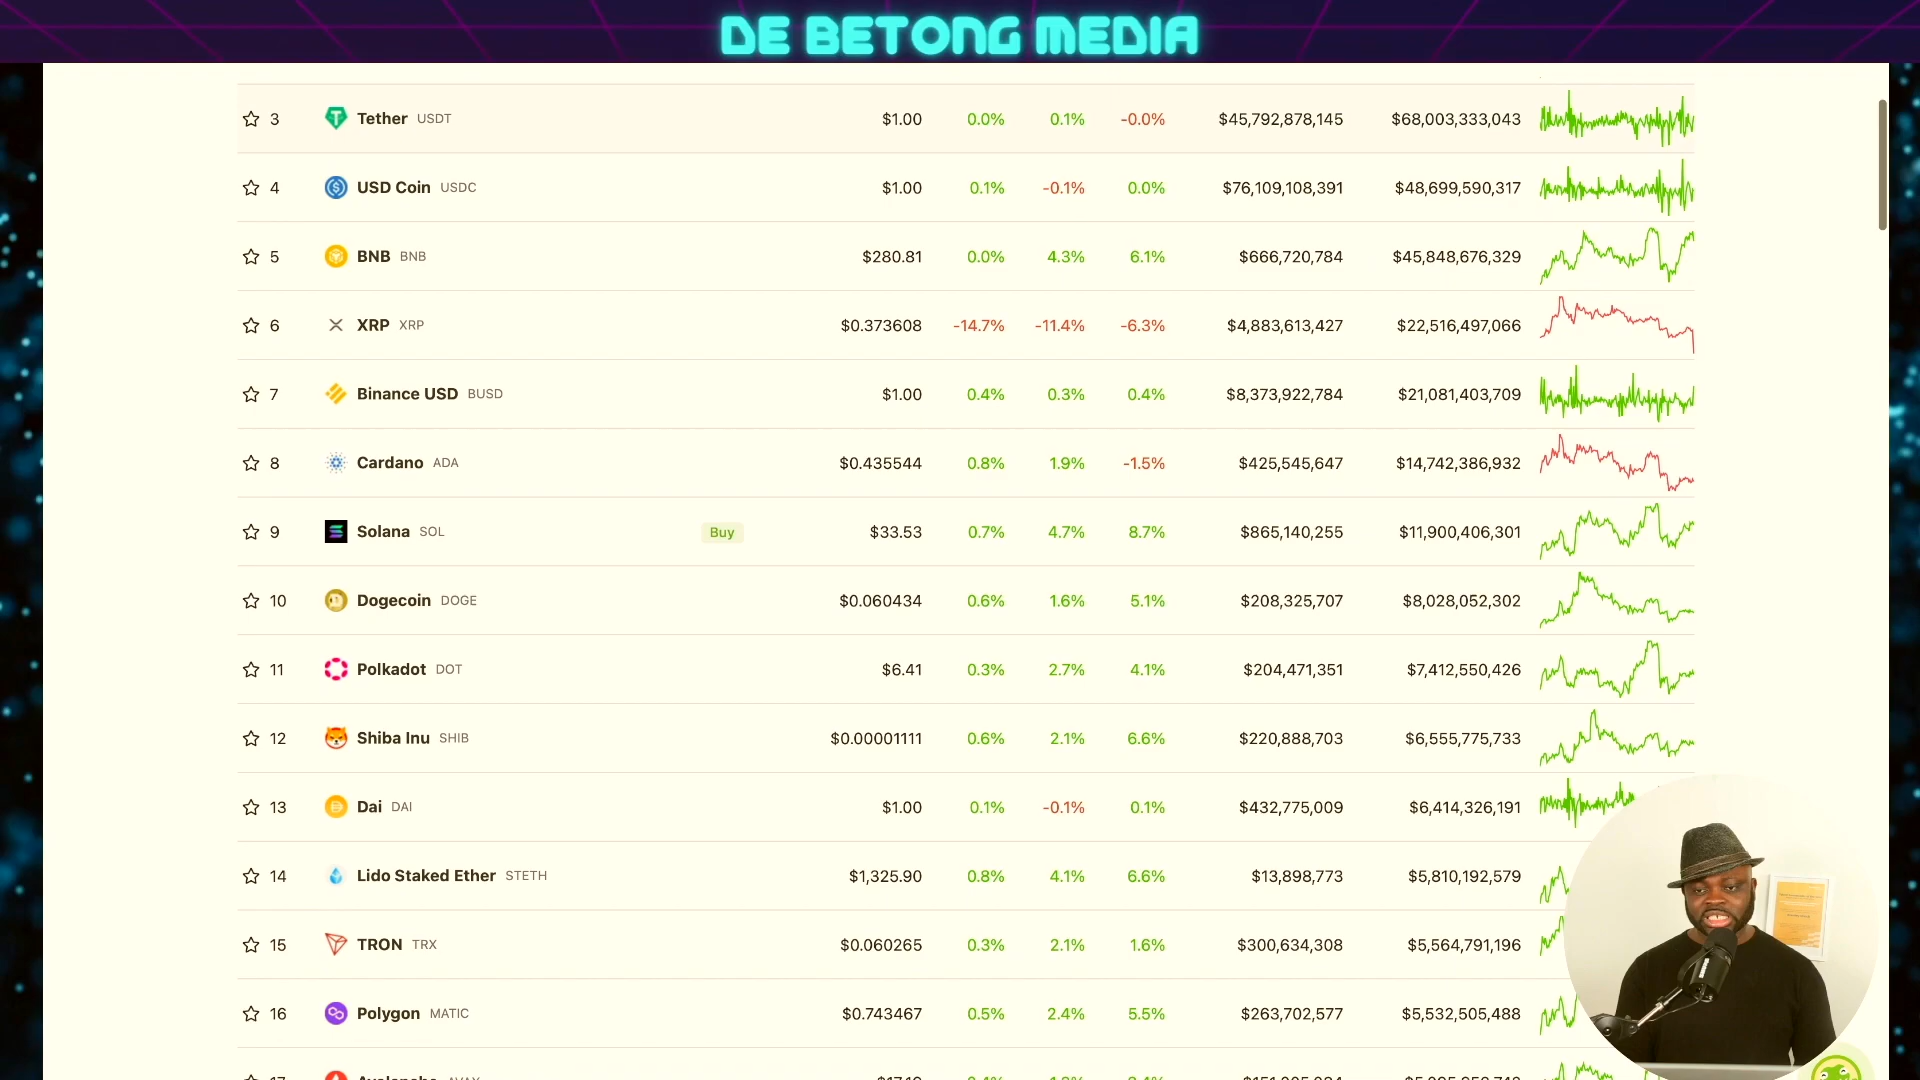 DE BETONG MEDIA
3 Tether USDT $1.00 0.0% 0.1% -0.0% $45,792,878,145 $68,003,333,043
4 USD Coin USDC $1.00 0.1% -0.1% 0.0% $76,109,108,391 $48,699,590,317
5 BNB BNB $280.81 0.0% 4.3% 6.1% $666,720,784 $45,848,676,329
6 XRP XRP $0.373608 -14.7% -11.4% -6.3% $4,883,613,427 $22,516,497,066
7 Binance USD BUSD $1.00 0.4% 0.3% 0.4% $8,373,922,784 $21,081,403,709
8 Cardano ADA $0.435544 0.8% 1.9% -1.5% $425,545,647 $14,742,386,932
9 Solana SOL Buy $33.53 0.7% 4.7% 8.7% $865,140,255 $11,900,406,301
10 Dogecoin DOGE $0.060434 0.6% 1.6% 5.1% $208,325,707 $8,028,052,302
11 Polkadot DOT $6.41 0.3% 2.7% 4.1% $204,471,351 $7,412,550,426
12 Shiba Inu SHIB $0.00001111 0.6% 2.1% 6.6% $220,888,703 $6,555,775,733
13 Dai DAI $1.00 0.1% -0.1% 0.1% $432,775,009 $6,414,326,191
14 Lido Staked Ether STETH $1,325.90 0.8% 4.1% 6.6% $13,898,773 $5,810,192,579
15 TRON TRX $0.060265 0.3% 2.1% 1.6% $300,634,308 $5,564,791,196
16 Polygon MATIC $0.743467 0.5% 2.4% 5.5% $263,702,577 $5,532,505,488